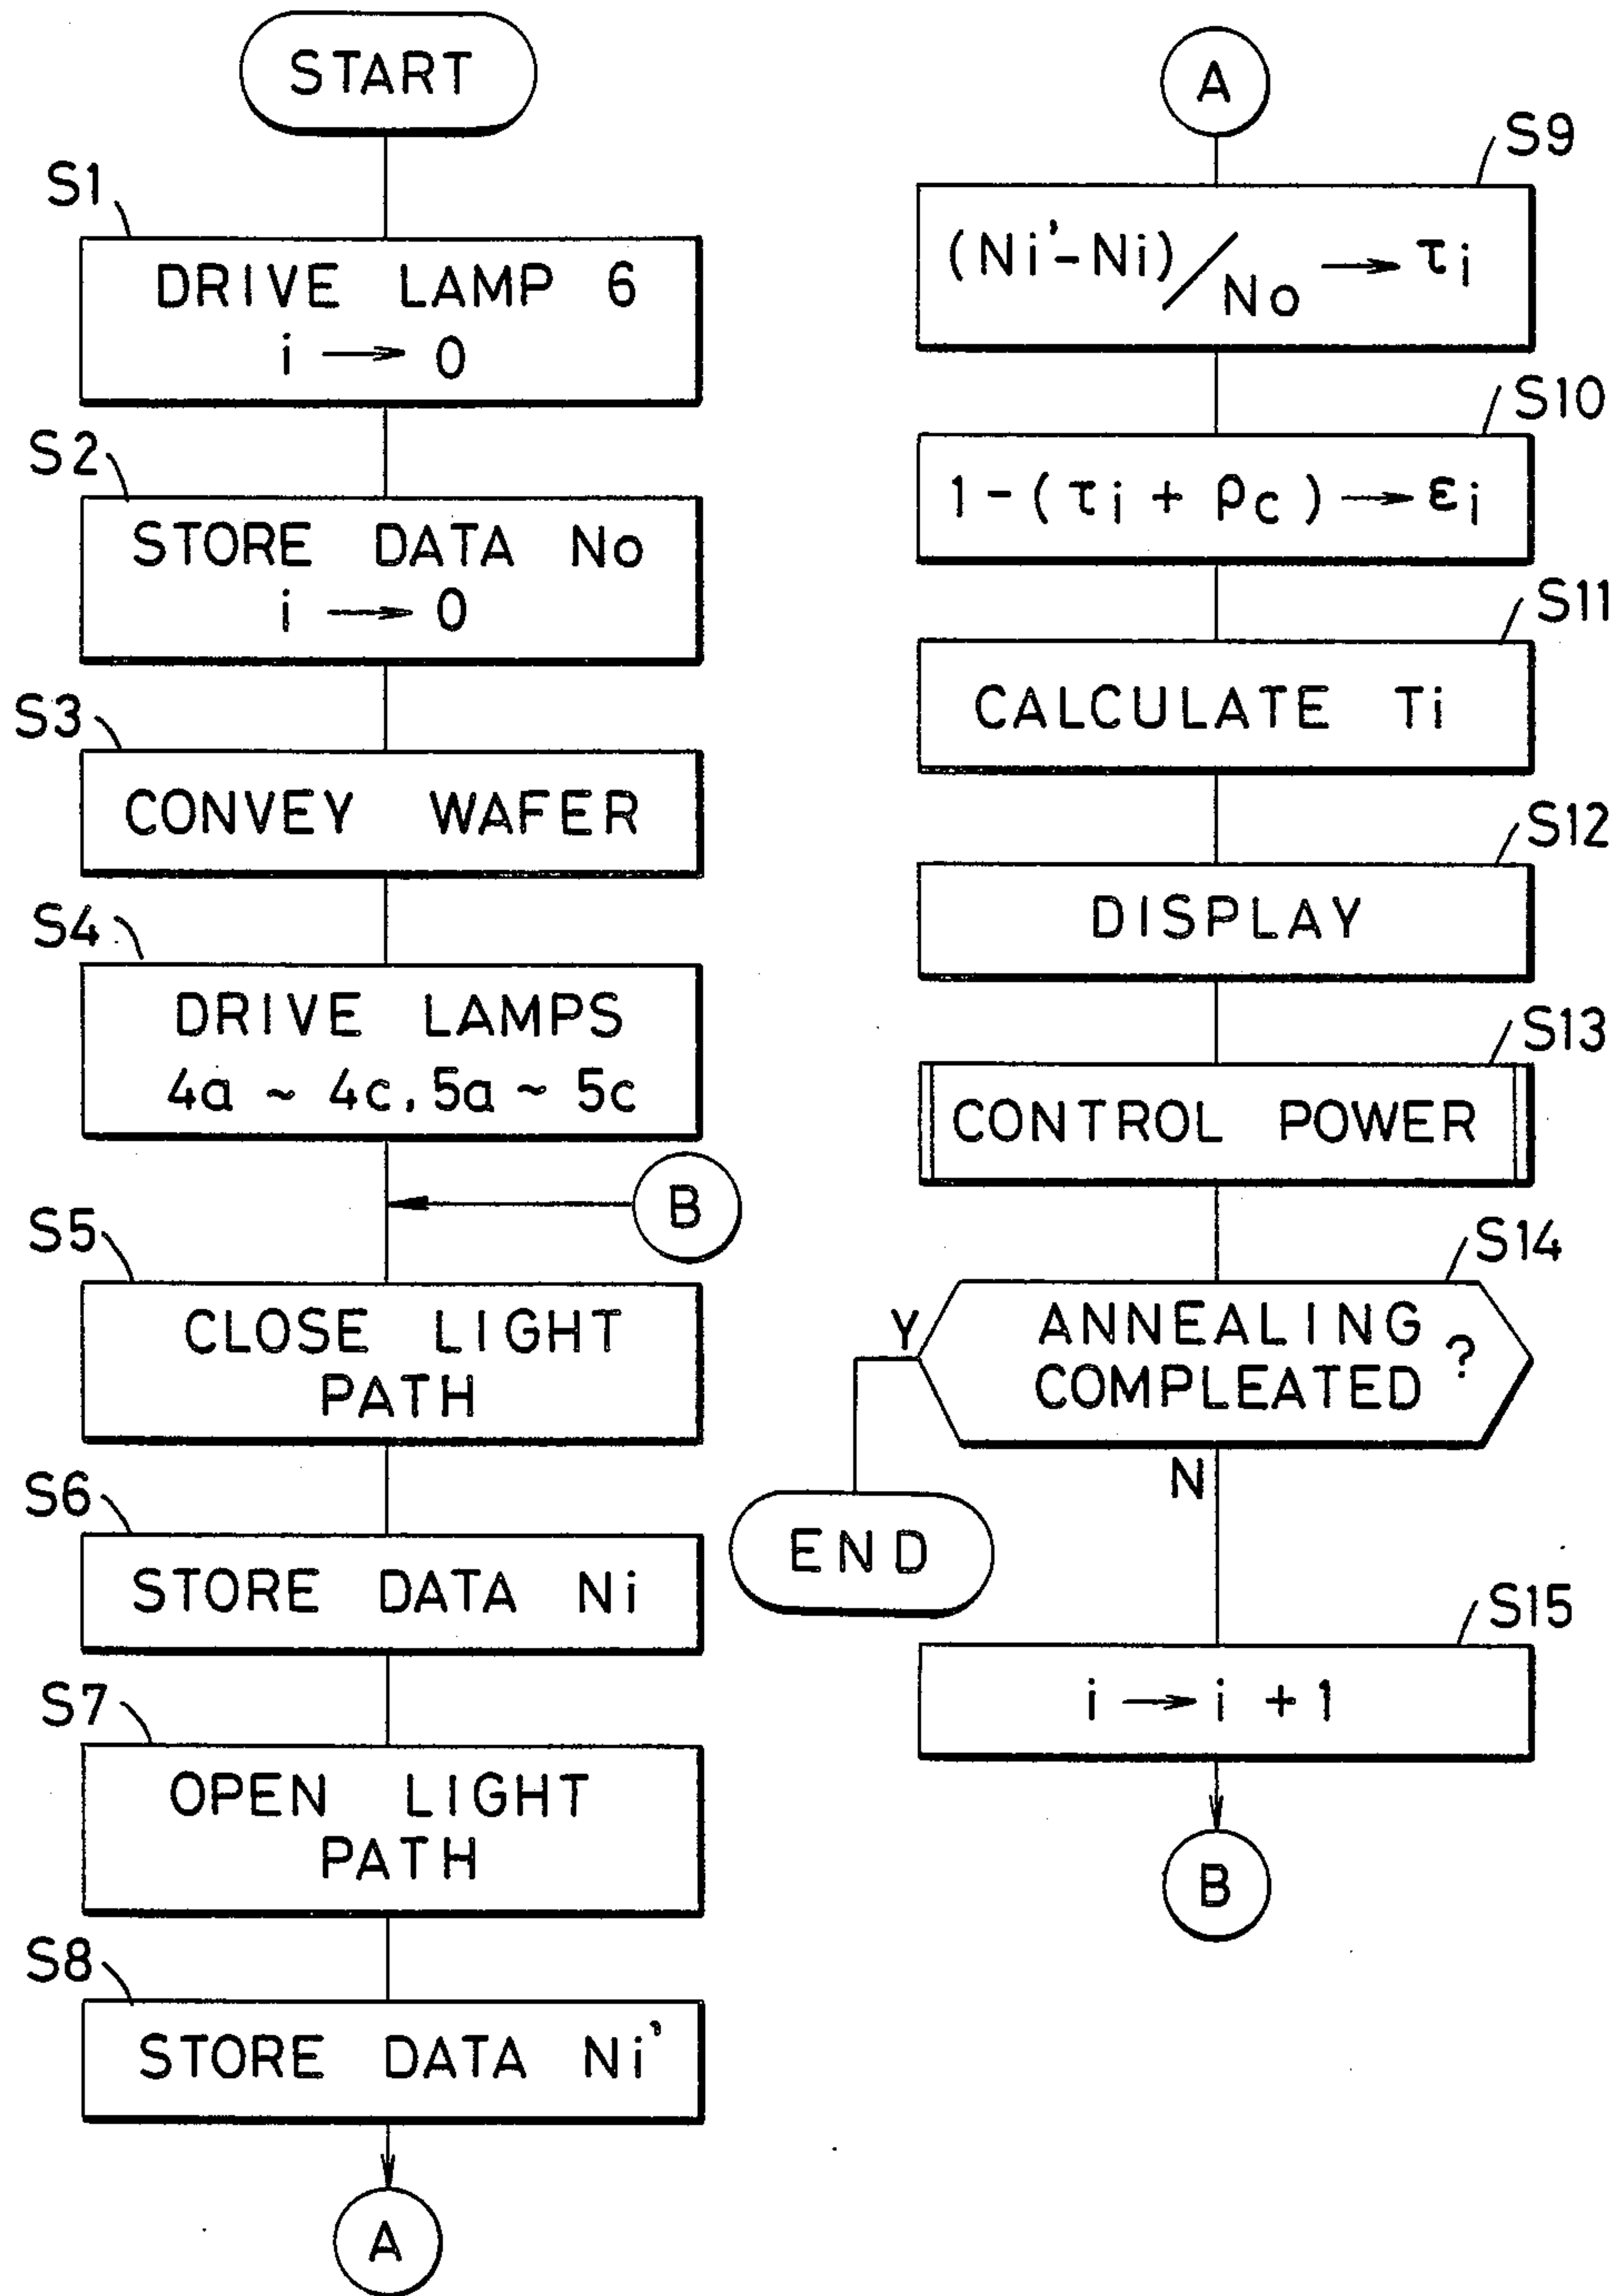 START
S1
DRIVE LAMP 6
i → 0
S2
STORE DATA No
i → 0
S3
CONVEY WAFER
S4
DRIVE LAMPS
4a ~ 4c, 5a ~ 5c
B
S5
CLOSE LIGHT
PATH
S6
STORE DATA Ni
S7
OPEN LIGHT
PATH
S8
STORE DATA Ni'
A
A
S9
(Ni'-Ni)/No → τi
S10
1-(τi + ρc) → εi
S11
CALCULATE Ti
S12
DISPLAY
S13
CONTROL POWER
S14
ANNEALING
COMPLEATED ?
Y
END
N
S15
i → i + 1
B